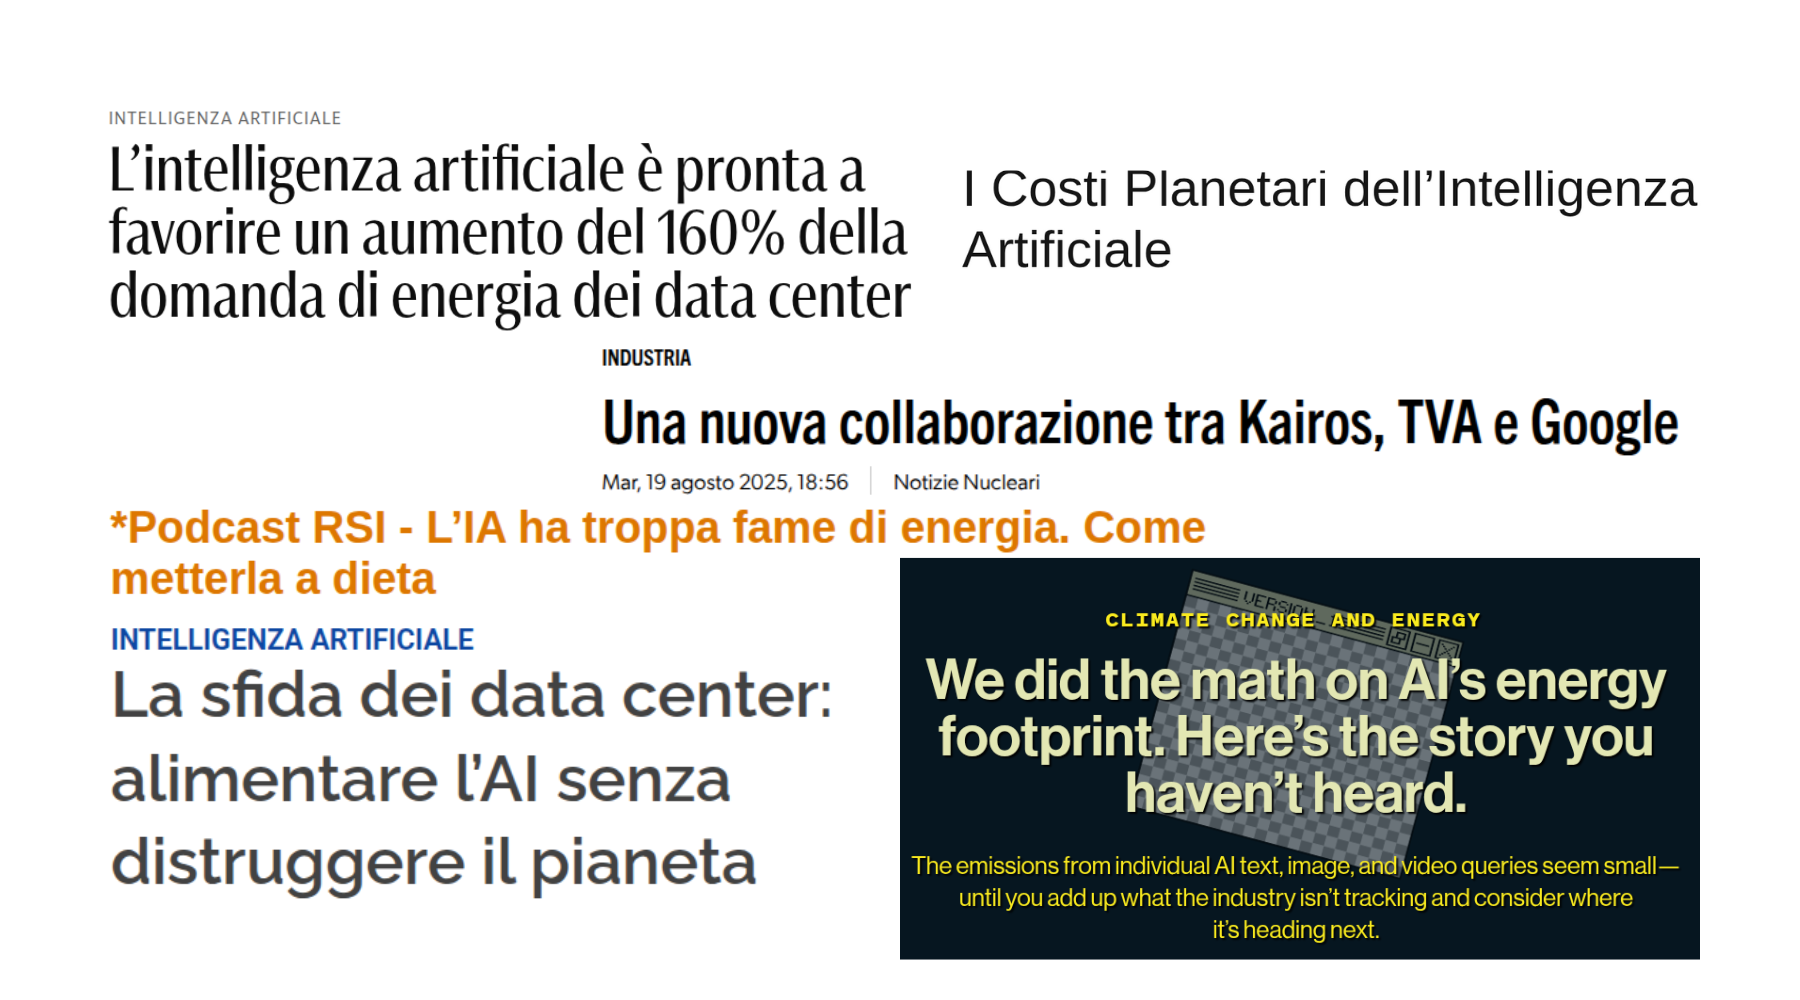 INTELLIGENZA ARTIFICIALE
L’intelligenza artificiale è pronta a
favorire un aumento del 160% della
domanda di energia dei data center
I Costi Planetari dell’Intelligenza
Artificiale
INDUSTRIA
Una nuova collaborazione tra Kairos, TVA e Google
Mar, 19 agosto 2025, 18:56 Notizie Nucleari
*Podcast RSI - L’IA ha troppa fame di energia. Come
metterla a dieta
INTELLIGENZA ARTIFICIALE
La sfida dei data center:
alimentare l’AI senza
distruggere il pianeta
VERSION
CLIMATE CHANGE AND ENERGY
We did the math on AI’s energy
footprint. Here’s the story you
haven’t heard.
The emissions from individual AI text, image, and video queries seem small—
until you add up what the industry isn’t tracking and consider where
it’s heading next.